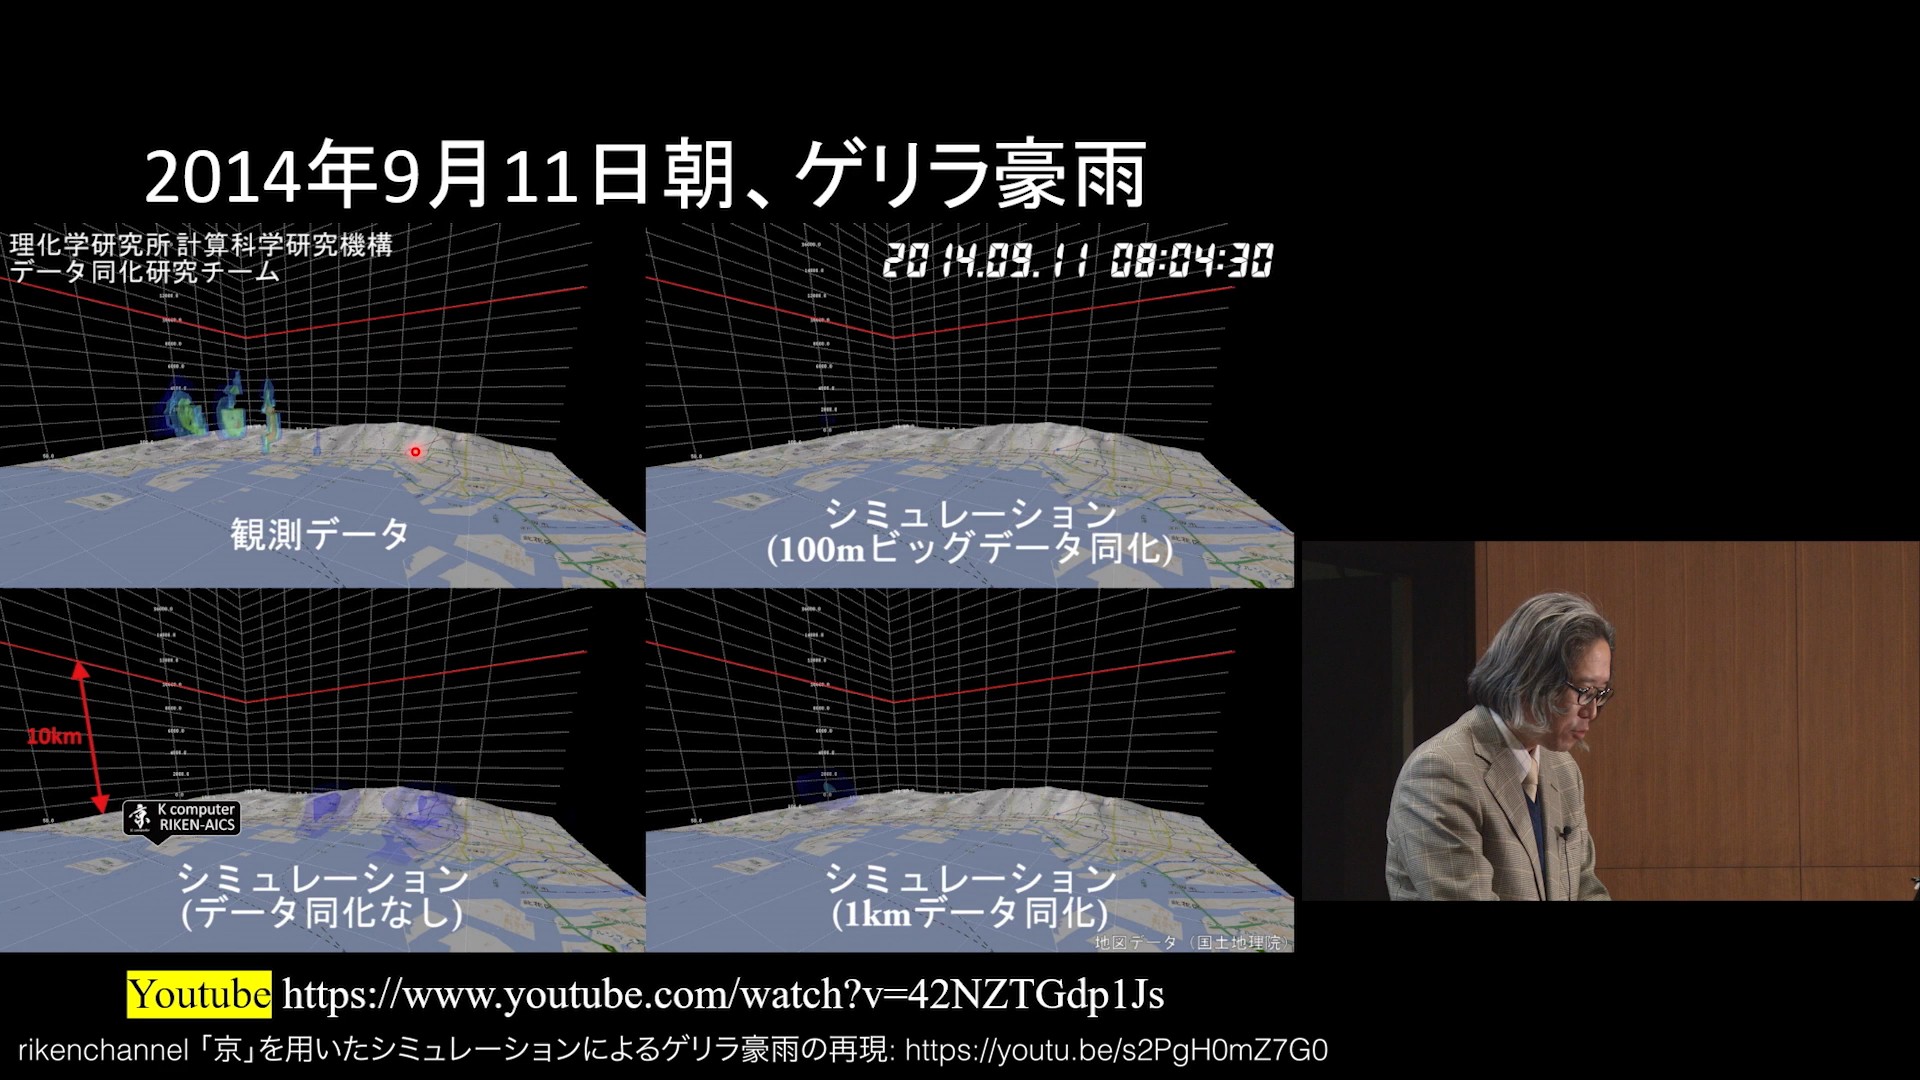 2014年9月11日朝、ゲリラ豪雨
理化学研究所 計算科学研究機構
データ同化研究チーム
2014.09.11 08:04:30
観測データ
シミュレーション
(100mビッグデータ同化)
10km
K computer
RIKEN-AICS
京
シミュレーション
(データ同化なし)
シミュレーション
(1kmデータ同化)
地図データ（国土地理院）
Youtube https://www.youtube.com/watch?v=42NZTGdp1Js
rikenchannel「京」を用いたシミュレーションによるゲリラ豪雨の再現: https://youtu.be/s2PgH0mZ7G0